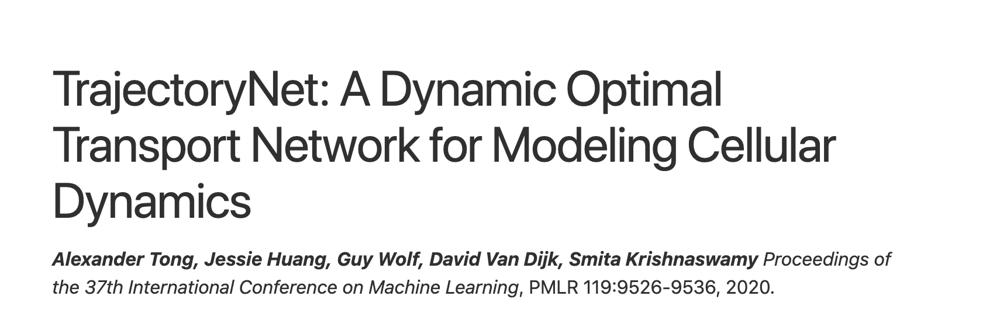 TrajectoryNet: A Dynamic Optimal
Transport Network for Modeling Cellular
Dynamics
Alexander Tong, Jessie Huang, Guy Wolf, David Van Dijk, Smita Krishnaswamy Proceedings of
the 37th International Conference on Machine Learning, PMLR 119:9526-9536, 2020.